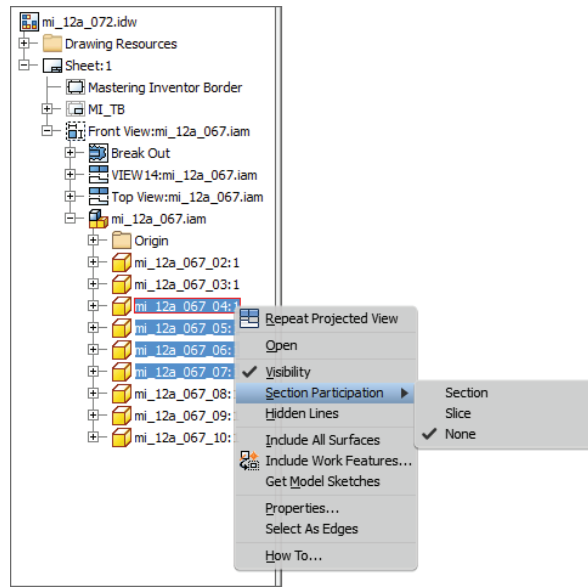 mi_12a_072.idw
Drawing Resources
Sheet:1
Mastering Inventor Border
MI_TB
Front View:mi_12a_067.iam
Break Out
VIEW14:mi_12a_067.iam
Top View:mi_12a_067.iam
mi_12a_067.iam
Origin
mi_12a_067_02:1
mi_12a_067_03:1
mi_12a_067_04:1
mi_12a_067_05:
mi_12a_067_06:
mi_12a_067_07:
mi_12a_067_08:
mi_12a_067_09:
mi_12a_067_10:
Repeat Projected View
Open
Visibility
Section Participation
Hidden Lines
Include All Surfaces
Include Work Features...
Get Model Sketches
Properties...
Select As Edges
How To...
Section
Slice
None